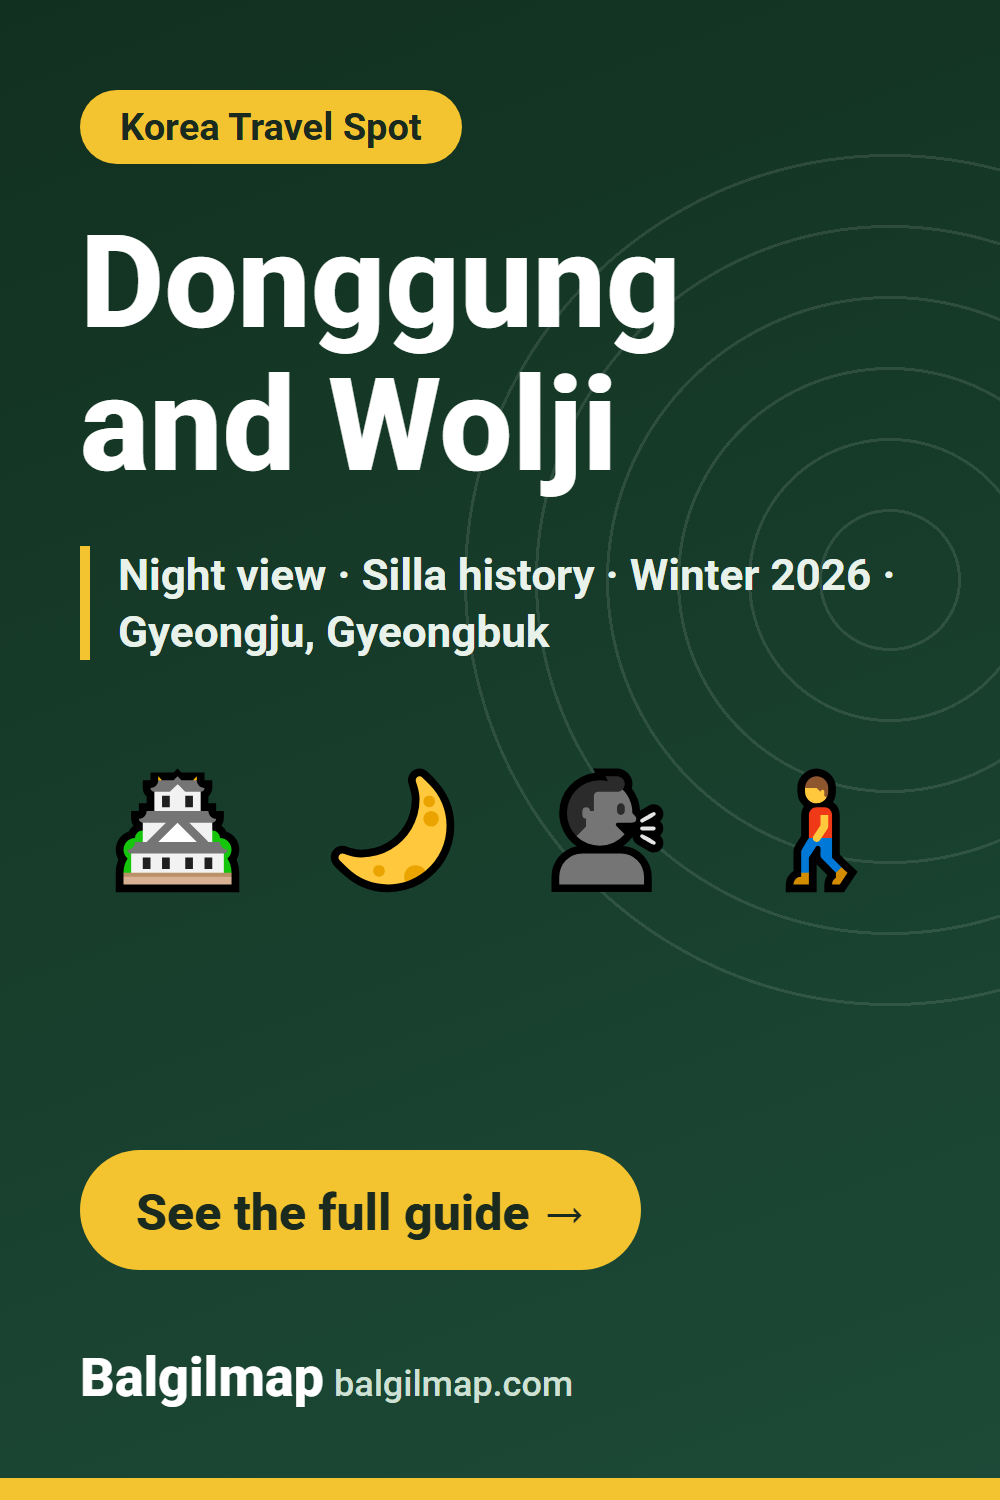 Korea Travel Spot
Donggung
and Wolji
Night view · Silla history · Winter 2026 ·
Gyeongju, Gyeongbuk
See the full guide →
Balgilmap balgilmap.com